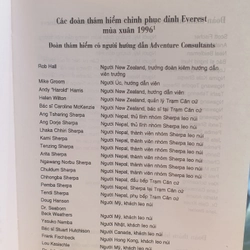 Các đoàn thám hiểm chinh phục đỉnh Everest
mùa xuân 1996¹
Đoàn thám hiểm có người hướng dẫn Adventure Consultants
Rob Hall Người New Zealand, trưởng đoàn kiêm hướng dẫn
viên trưởng
Mike Groom Người Úc, hướng dẫn viên
Andy "Harold" Harris Người New Zealand, hướng dẫn viên
Helen Wilton Người New Zealand, quản lý Trạm Căn cứ
Bác sĩ Caroline McKenzie Người New Zealand, bác sĩ tại Trạm Căn cứ
Ang Tshering Sherpa Người Nepal, thủ lĩnh nhóm Sherpa
Ang Dorje Sherpa Người Nepal, thủ lĩnh nhóm Sherpa leo núi
Lhakpa Chhiri Sherpa Người Nepal, thành viên nhóm Sherpa leo núi
Kami Sherpa Người Nepal, thành viên nhóm Sherpa leo núi
Tenzing Sherpa Người Nepal, thành viên nhóm Sherpa leo núi
Arita Sherpa Người Nepal, thành viên nhóm Sherpa leo núi
Ngawang Norbu Sherpa Người Nepal, thành viên nhóm Sherpa leo núi
Chuldum Sherpa Người Nepal, thành viên nhóm Sherpa leo núi
Chhongba Sherpa Người Nepal, đầu bếp Trạm Căn cứ
Pemba Sherpa Người Nepal, Sherpa tại Trạm Căn cứ
Tendi Sherpa Người Nepal, phụ bếp Trạm Căn cứ
Doug Hansen Người Mỹ, khách leo núi
Dr. Seaborn
Beck Weathers Người Mỹ, khách leo núi
Yasuko Namba Người Nhật, khách leo núi
Bác sĩ Stuart Hutchison Người Canada, khách leo núi
Frank Fischbeck Người Hong Kong, khách leo núi
Lou Kasischke Người Mỹ, khách leo núi